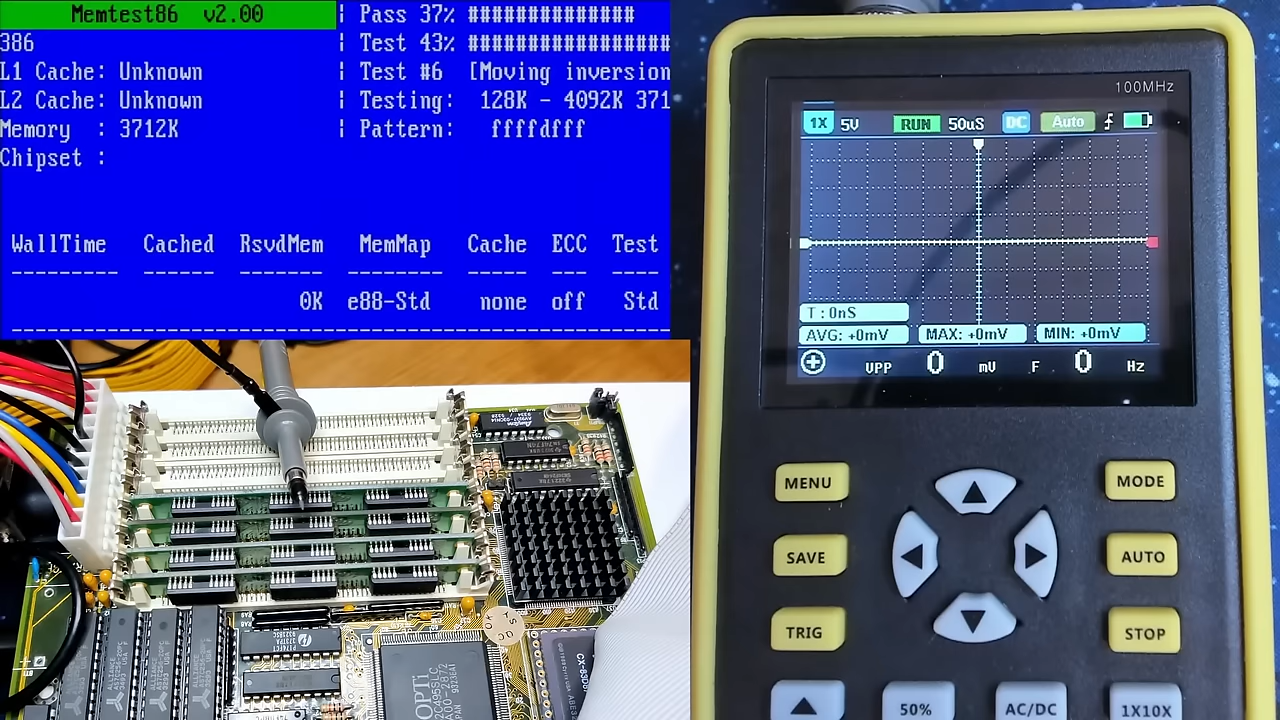 Memtest86 v2.00 | Pass 37% ##############
386 | Test 43% #################
L1 Cache: Unknown | Test #6 [Moving inversion
L2 Cache: Unknown | Testing: 128K - 4092K 371
Memory : 3712K | Pattern: ffffdfff
Chipset :
WallTime Cached RsvdMem MemMap Cache ECC Test
--------- ------ ------- -------- ----- --- ----
0K e88-Std none off Std
100MHz
1X 5V RUN 50uS DC Auto
T:0nS
AVG: +0mV MAX: +0mV MIN: +0mV
VPP 0 mV F 0 Hz
MENU
MODE
SAVE
AUTO
TRIG
STOP
50%
AC/DC
1X10X
OPTi